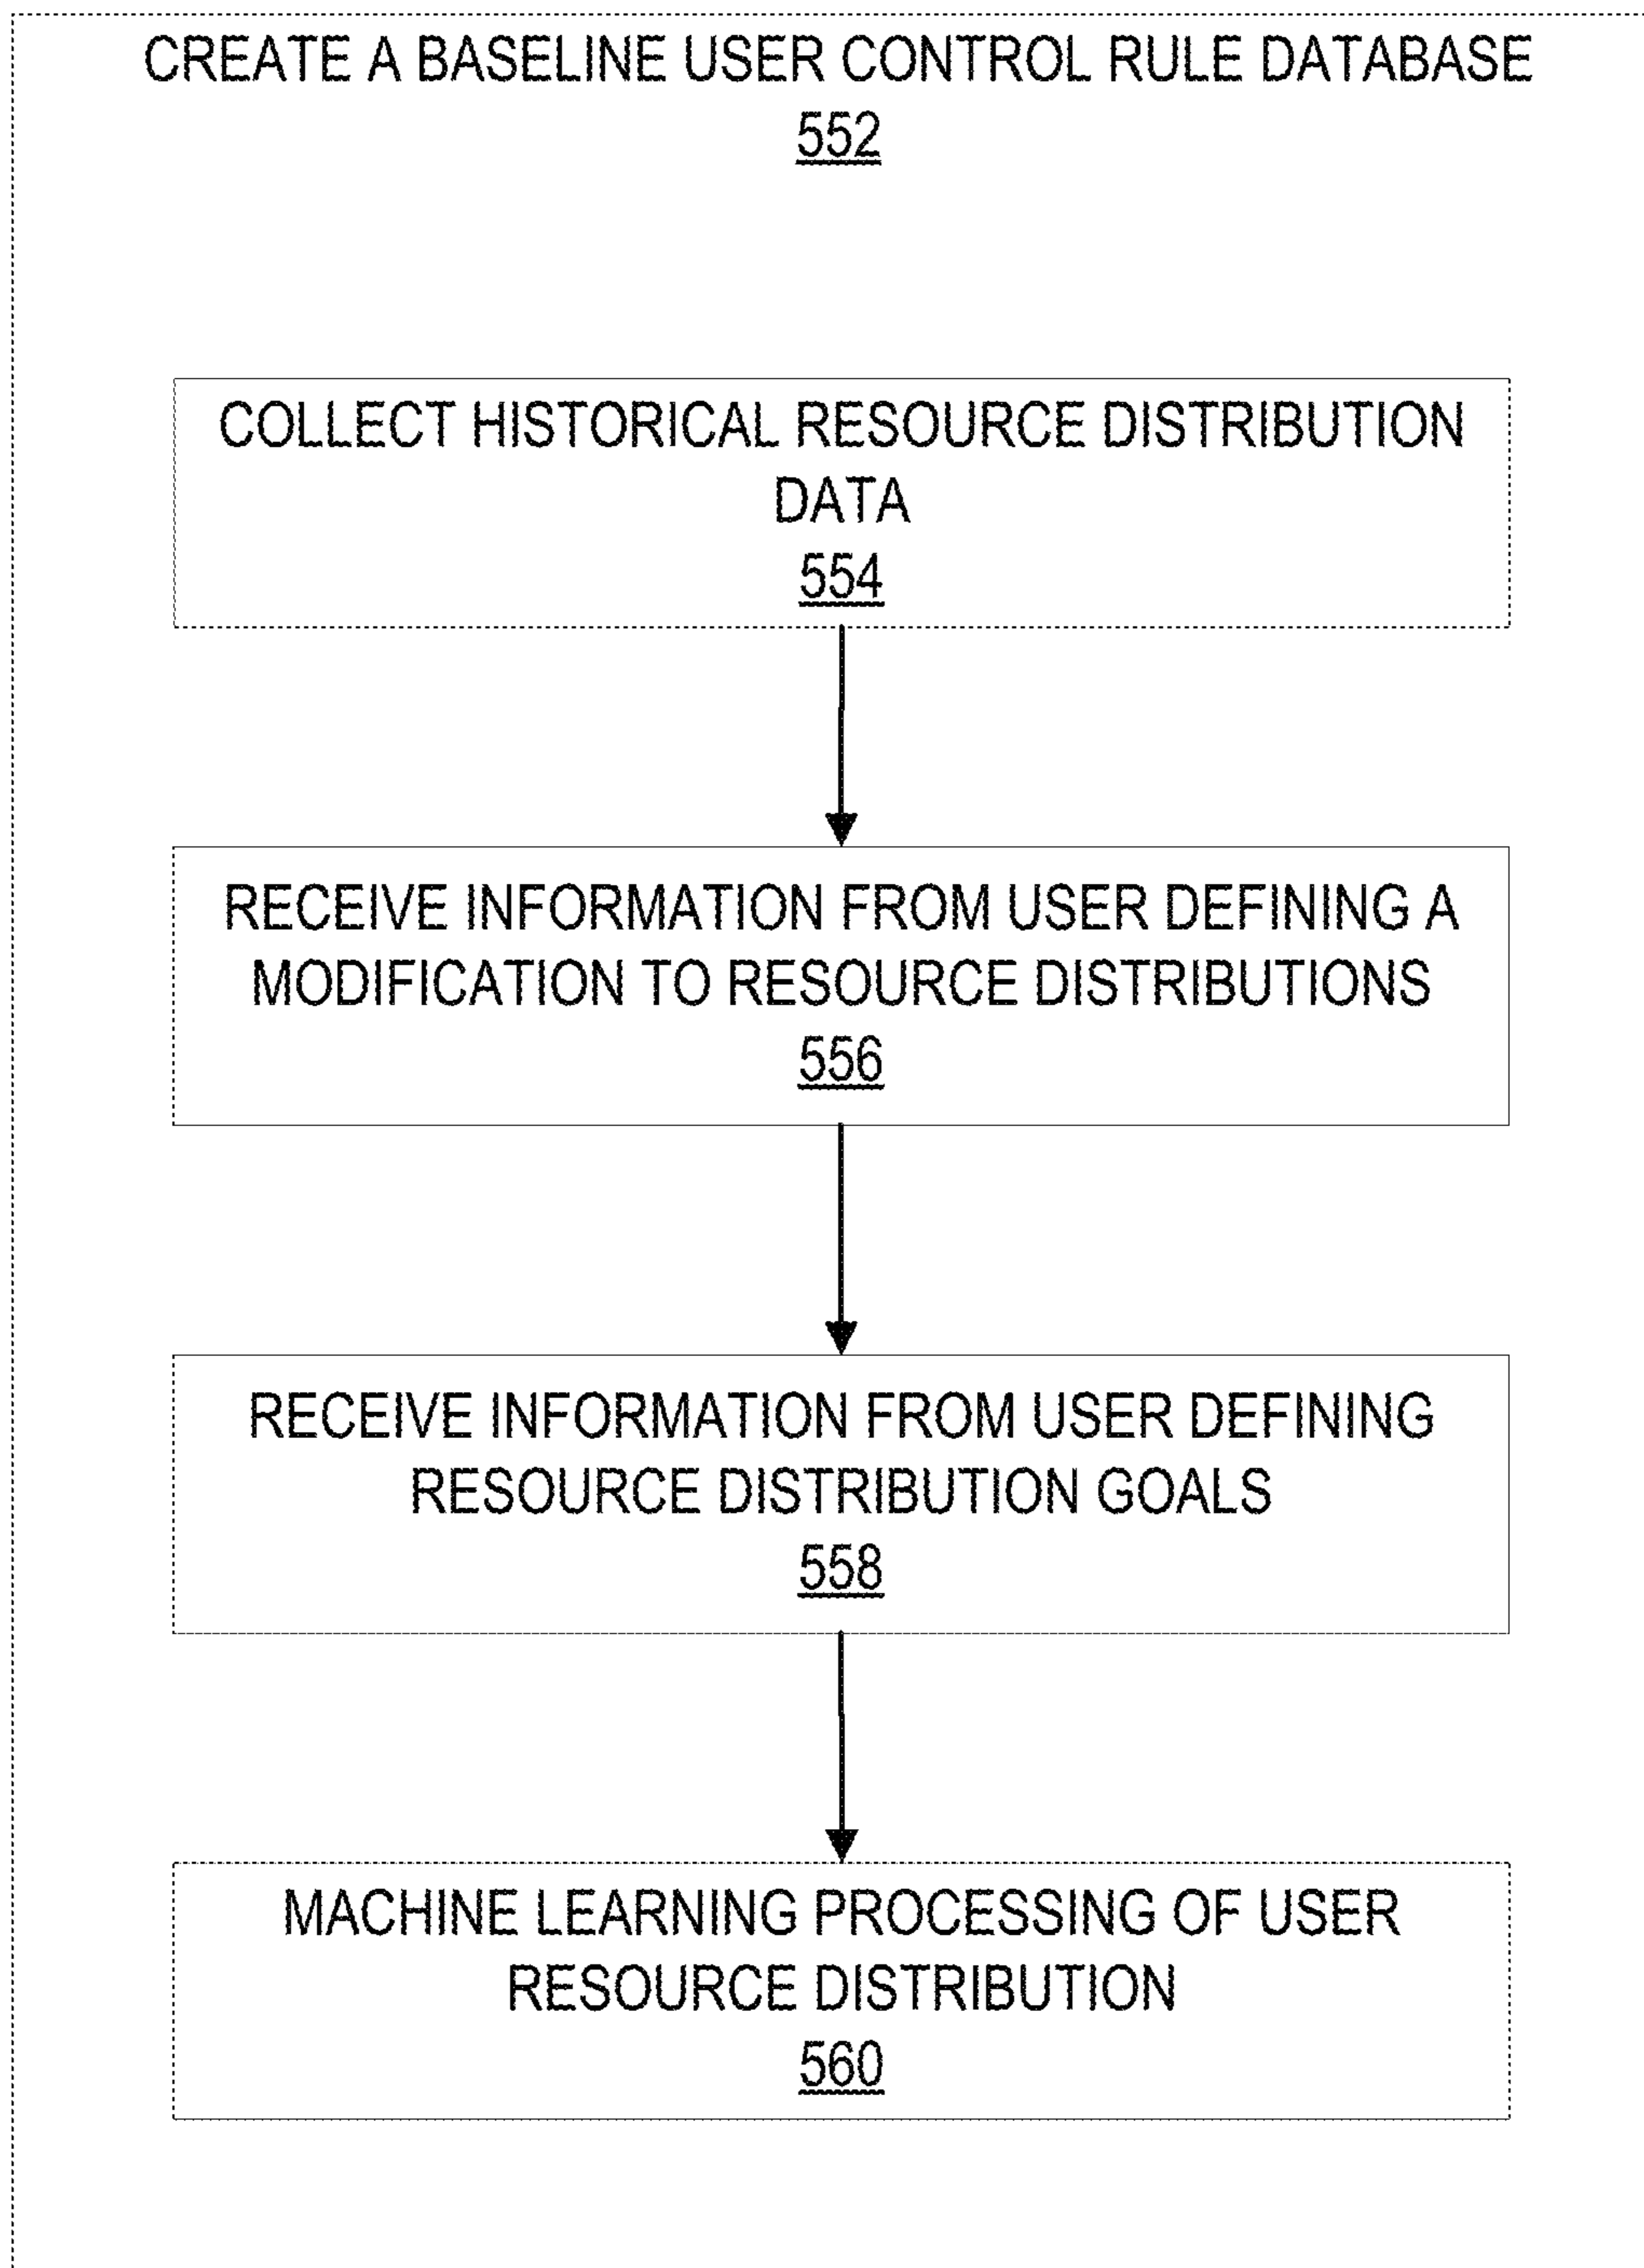 CREATE A BASELINE USER CONTROL RULE DATABASE
552
COLLECT HISTORICAL RESOURCE DISTRIBUTION
DATA
554
RECEIVE INFORMATION FROM USER DEFINING A
MODIFICATION TO RESOURCE DISTRIBUTIONS
556
RECEIVE INFORMATION FROM USER DEFINING
RESOURCE DISTRIBUTION GOALS
558
MACHINE LEARNING PROCESSING OF USER
RESOURCE DISTRIBUTION
560